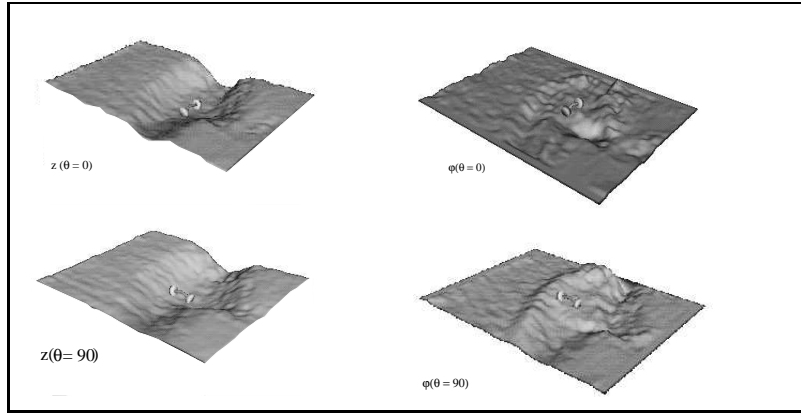 z (θ = 0)
φ(θ = 0)
z(θ= 90)
φ(θ = 90)